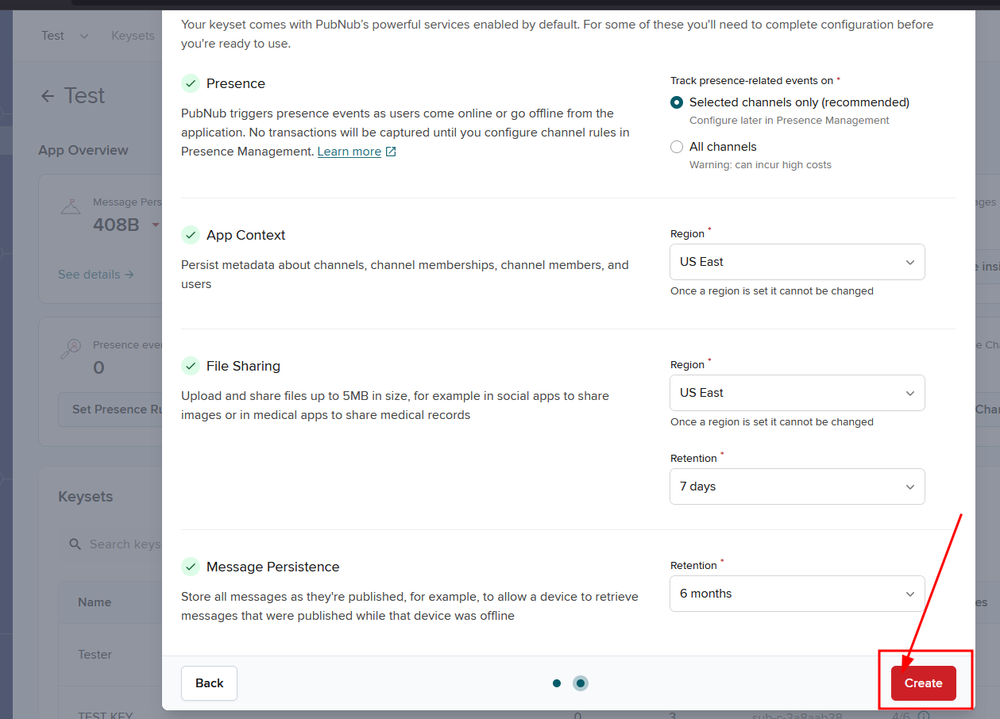 Test
Keysets
Test
App Overview
Message Pers
408B
See details
Presence ever
0
Set Presence Ru
Keysets
Search keys
Name
Tester
TEST KEY
Your keyset comes with PubNub’s powerful services enabled by default. For some of these you'll need to complete configuration before
you're ready to use.
Presence
PubNub triggers presence events as users come online or go offline from the
application. No transactions will be captured until you configure channel rules in
Presence Management. Learn more
Track presence-related events on *
Selected channels only (recommended)
Configure later in Presence Management
All channels
Warning: can incur high costs
App Context
Persist metadata about channels, channel memberships, channel members, and
users
Region *
US East
Once a region is set it cannot be changed
File Sharing
Upload and share files up to 5MB in size, for example in social apps to share
images or in medical apps to share medical records
Region *
US East
Once a region is set it cannot be changed
Retention *
7 days
Message Persistence
Store all messages as they're published, for example, to allow a device to retrieve
messages that were published while that device was offline
Retention *
6 months
Back
Create
ages
e insi
e Cha
Char
es
0
3
4/6